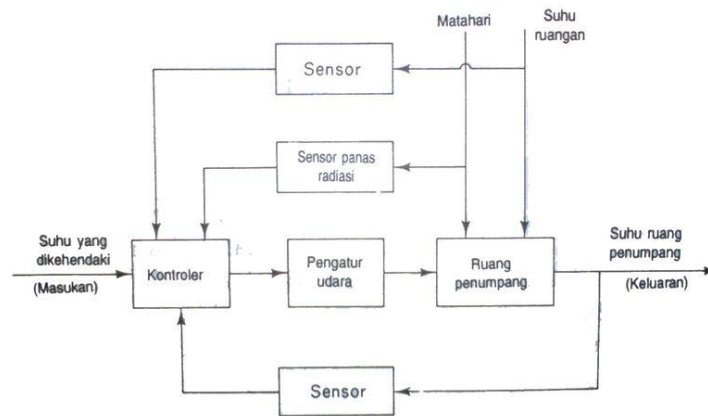 Matahari
Suhu
ruangan
Sensor
Sensor panas
radiasi
Suhu yang
dikehendaki
(Masukan)
Kontroler
Pengatur
udara
Ruang
penumpang
Suhu ruang
penumpang
(Keluaran)
Sensor